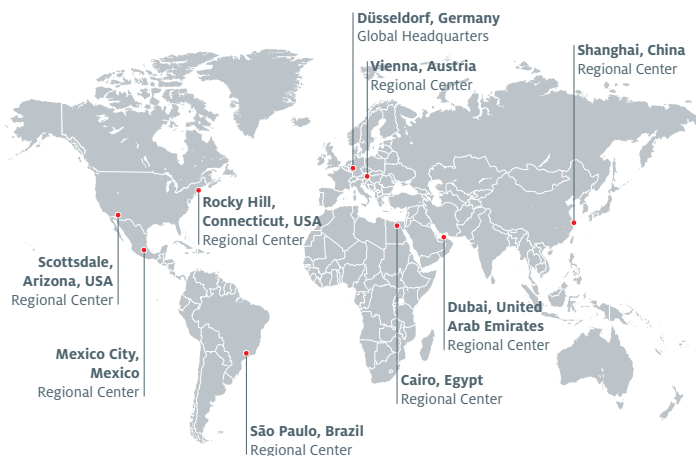 Düsseldorf, Germany
Global Headquarters
Vienna, Austria
Regional Center
Shanghai, China
Regional Center
Rocky Hill,
Connecticut, USA
Regional Center
Scottsdale,
Arizona, USA
Regional Center
Mexico City,
Mexico
Regional Center
São Paulo, Brazil
Regional Center
Dubai, United
Arab Emirates
Regional Center
Cairo, Egypt
Regional Center